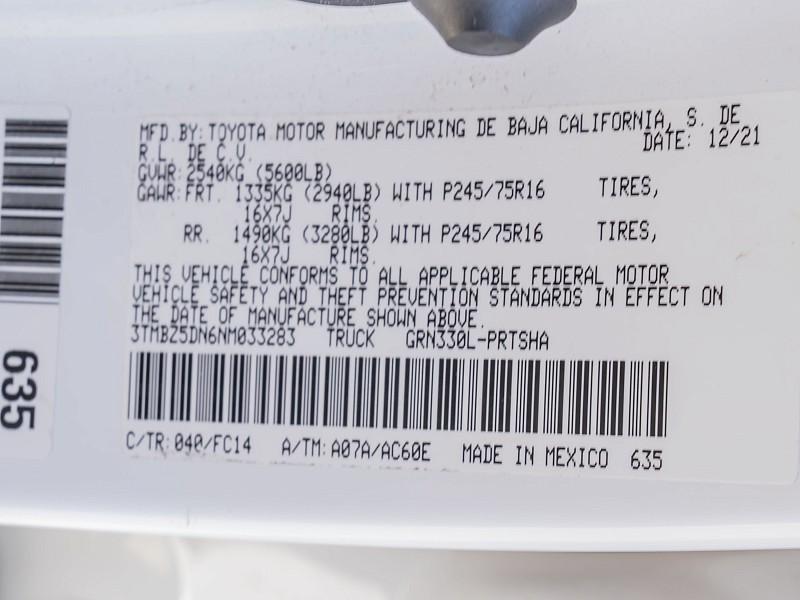 MFD.BY:TOYOTA MOTOR MANUFACTURING DE BAJA CALIFORNIA, S. DE
R.L. DE C.V. DATE: 12/21
GVWR:2540KG (5600LB)
GAWR:FRT. 1335KG (2940LB) WITH P245/75R16 TIRES,
16X7J RIMS.
RR. 1490KG (3280LB) WITH P245/75R16 TIRES,
16X7J RIMS.
THIS VEHICLE CONFORMS TO ALL APPLICABLE FEDERAL MOTOR
VEHICLE SAFETY AND THEFT PREVENTION STANDARDS IN EFFECT ON
THE DATE OF MANUFACTURE SHOWN ABOVE.
3TMBZ5DN6NM033283 TRUCK GRN330L-PRTSHA
C/TR:040/FC14 A/TM:A07A/AC60E MADE IN MEXICO 635
635